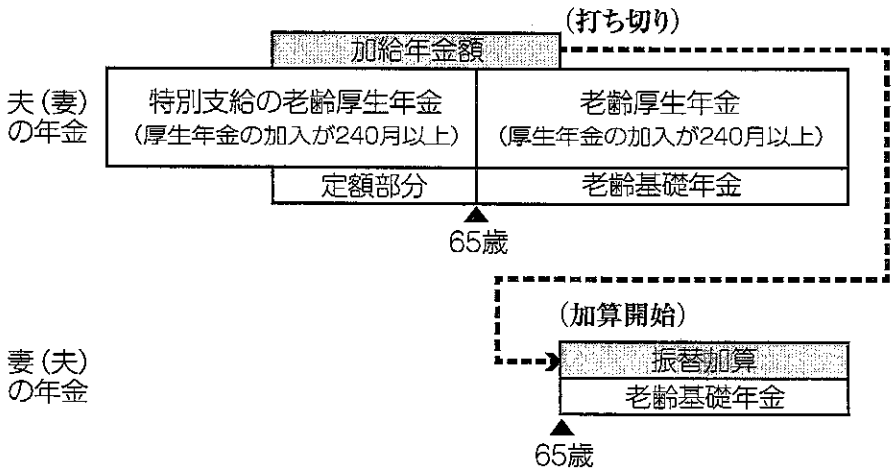 (打ち切り)
加給年金額
夫(妻)
の年金
特別支給の老齢厚生年金
(厚生年金の加入が240月以上)
老齢厚生年金
(厚生年金の加入が240月以上)
定額部分
老齢基礎年金
65歳
(加算開始)
妻(夫)
の年金
振替加算
老齢基礎年金
65歳